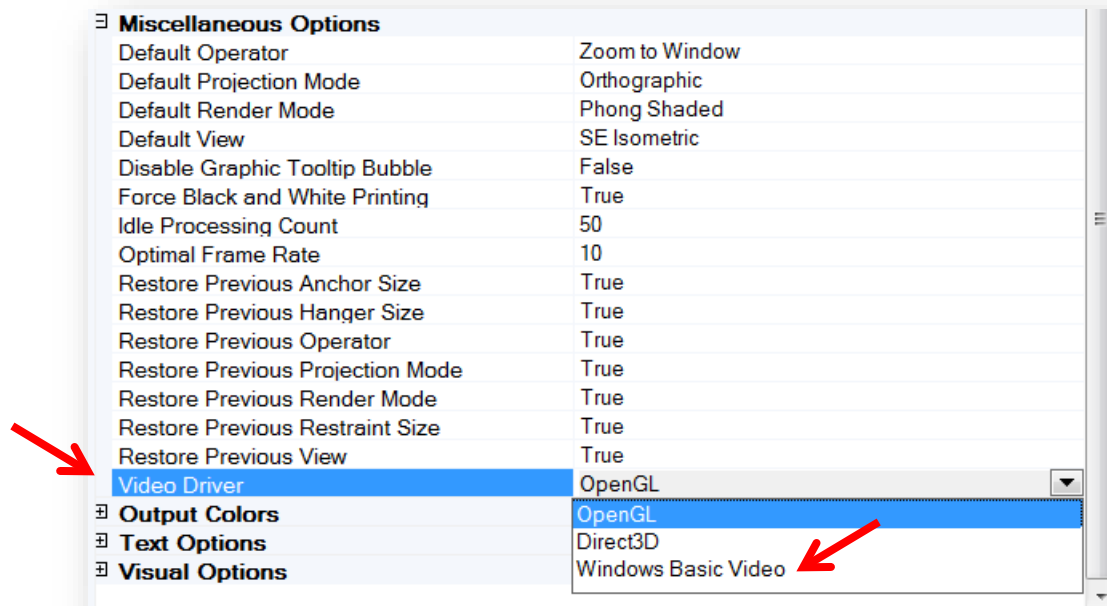 Miscellaneous Options
Default Operator Zoom to Window
Default Projection Mode Orthographic
Default Render Mode Phong Shaded
Default View SE Isometric
Disable Graphic Tooltip Bubble False
Force Black and White Printing True
Idle Processing Count 50
Optimal Frame Rate 10
Restore Previous Anchor Size True
Restore Previous Hanger Size True
Restore Previous Operator True
Restore Previous Projection Mode True
Restore Previous Render Mode True
Restore Previous Restraint Size True
Restore Previous View True
Video Driver OpenGL
Output Colors OpenGL
Text Options Direct3D
Visual Options Windows Basic Video